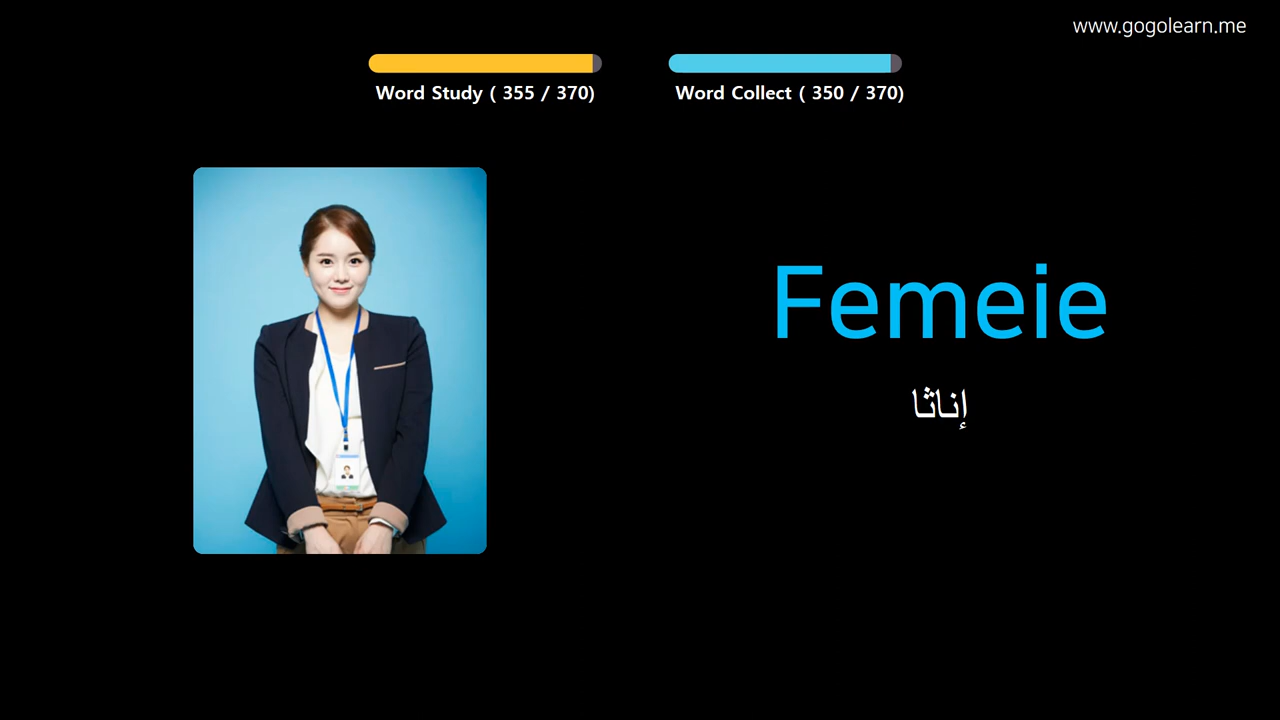 www.gogolearn.me
Word Study ( 355 / 370)
Word Collect ( 350 / 370)
Femeie
إناثا